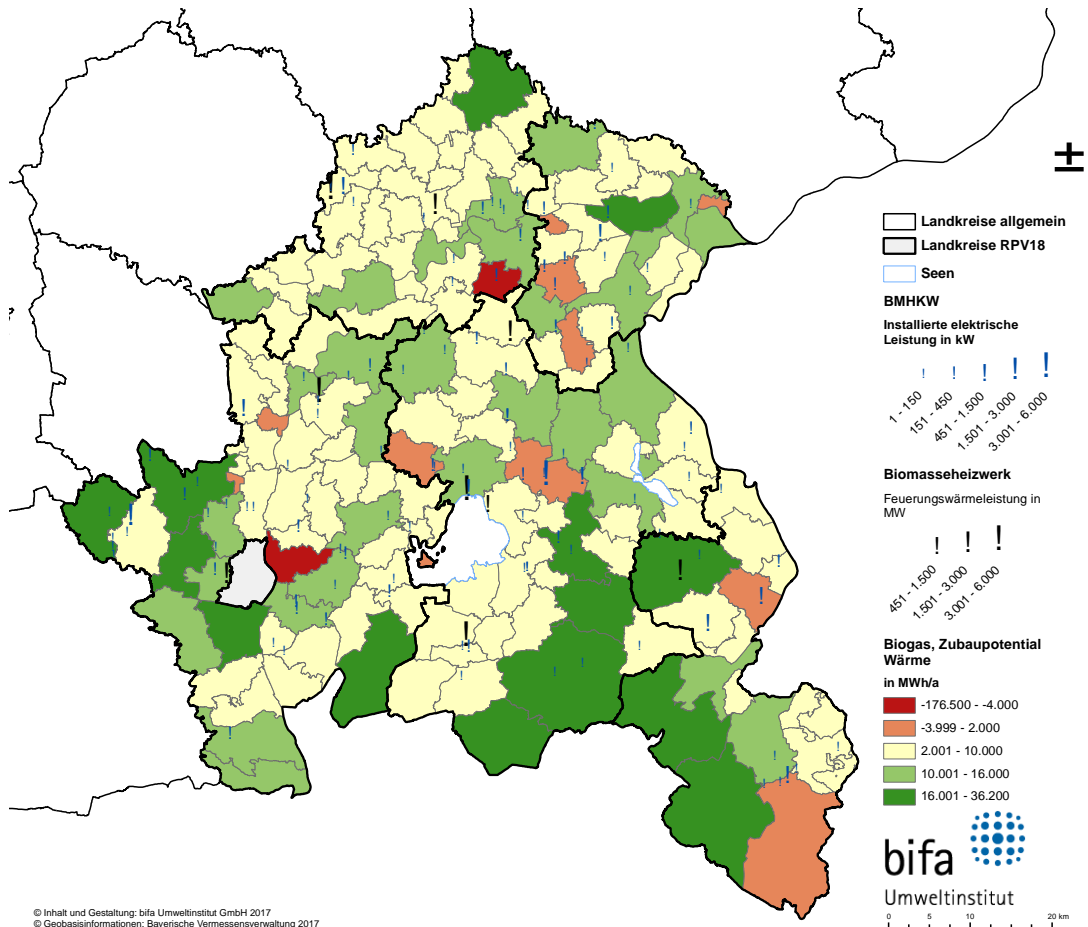 ±
Landkreise allgemein
Landkreise RPV18
Seen
BMHKW
Installierte elektrische
Leistung in kW
! ! ! ! !
1 - 150
151 - 450
451 - 1.500
1.501 - 3.000
3.001 - 6.000
Biomasseheizwerk
Feuerungswärmeleistung in
MW
! ! !
451 - 1.500
1.501 - 3.000
3.001 - 6.000
Biogas, Zubaupotential
Wärme
in MWh/a
-176.500 - -4.000
-3.999 - 2.000
2.001 - 10.000
10.001 - 16.000
16.001 - 36.200
bifa
Umweltinstitut
0 5 10 20 km
© Inhalt und Gestaltung: bifa Umweltinstitut GmbH 2017
© Geobasisinformationen: Bayerische Vermessensverwaltung 2017